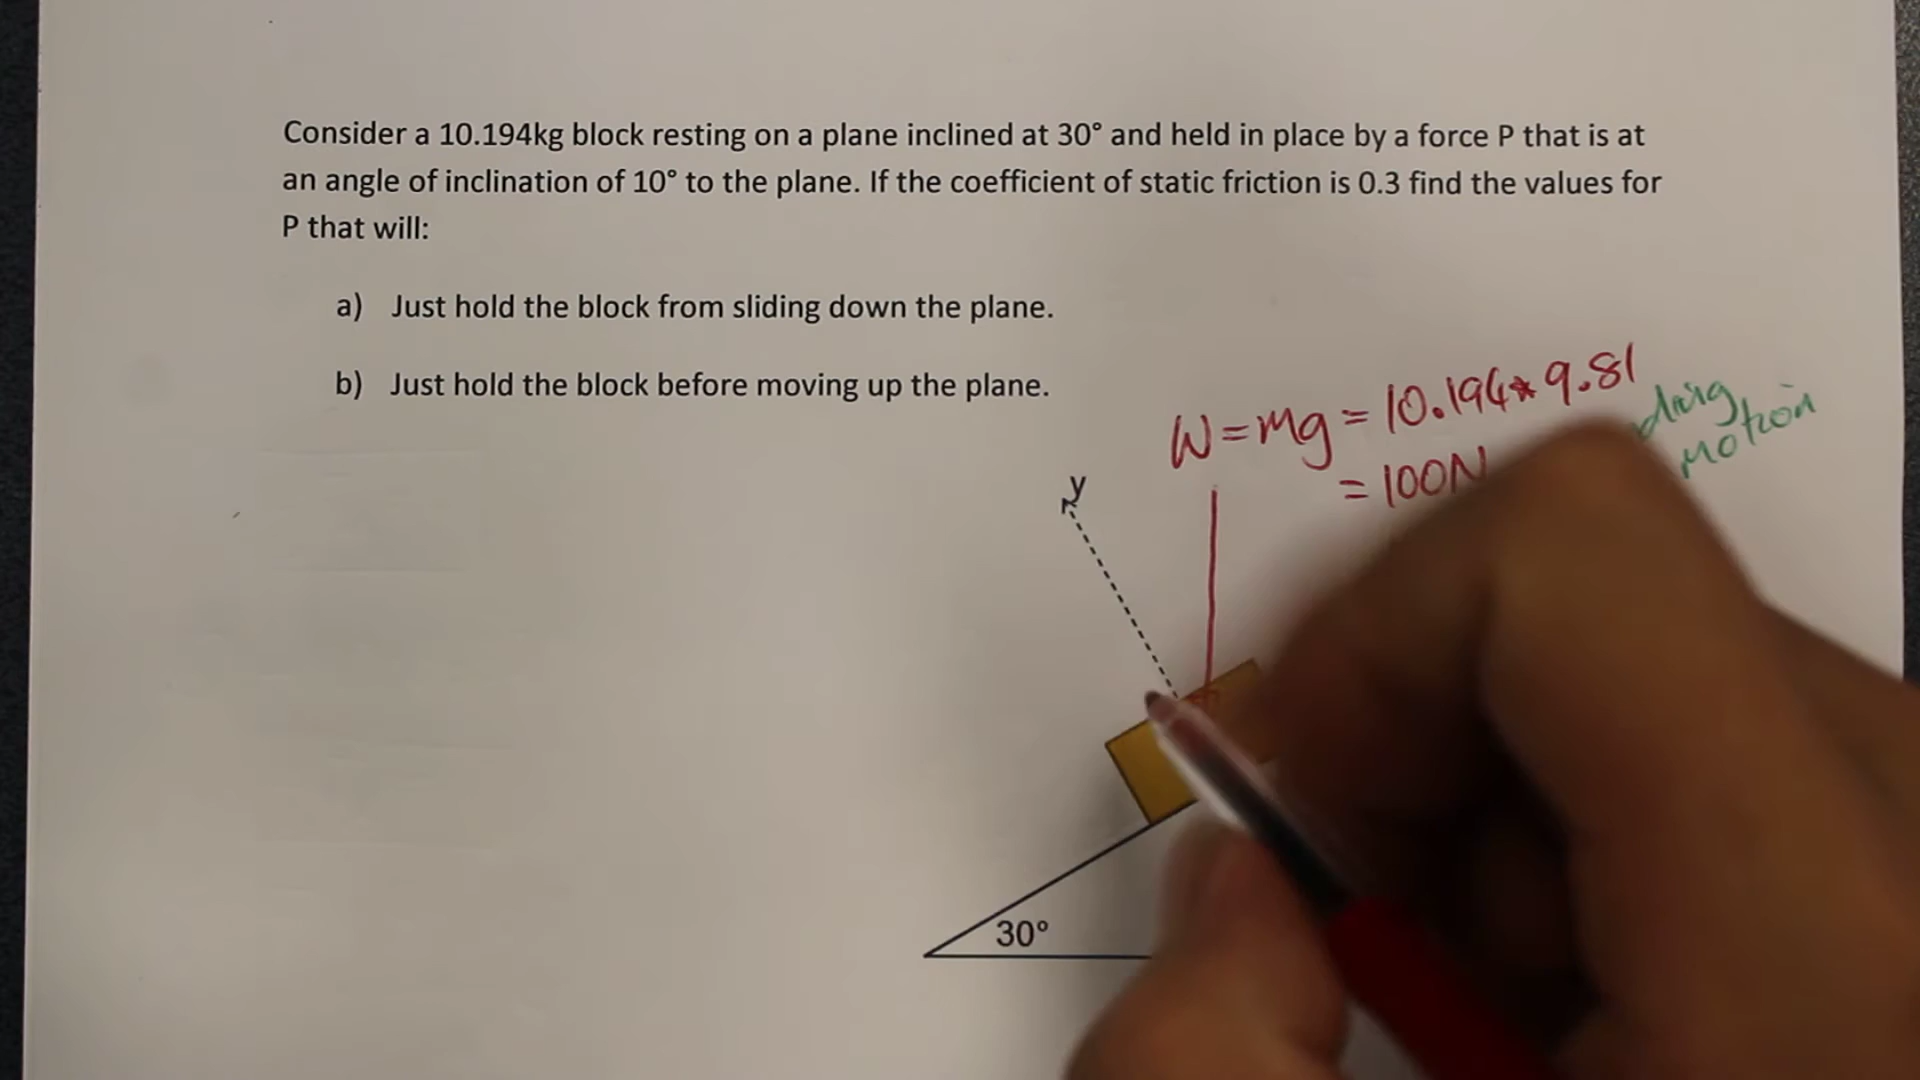 Consider a 10.194kg block resting on a plane inclined at 30° and held in place by a force P that is at
an angle of inclination of 10° to the plane. If the coefficient of static friction is 0.3 find the values for
P that will:
a) Just hold the block from sliding down the plane.
b) Just hold the block before moving up the plane.
W=mg = 10.194*9.81
= 100N
motion
y
30°